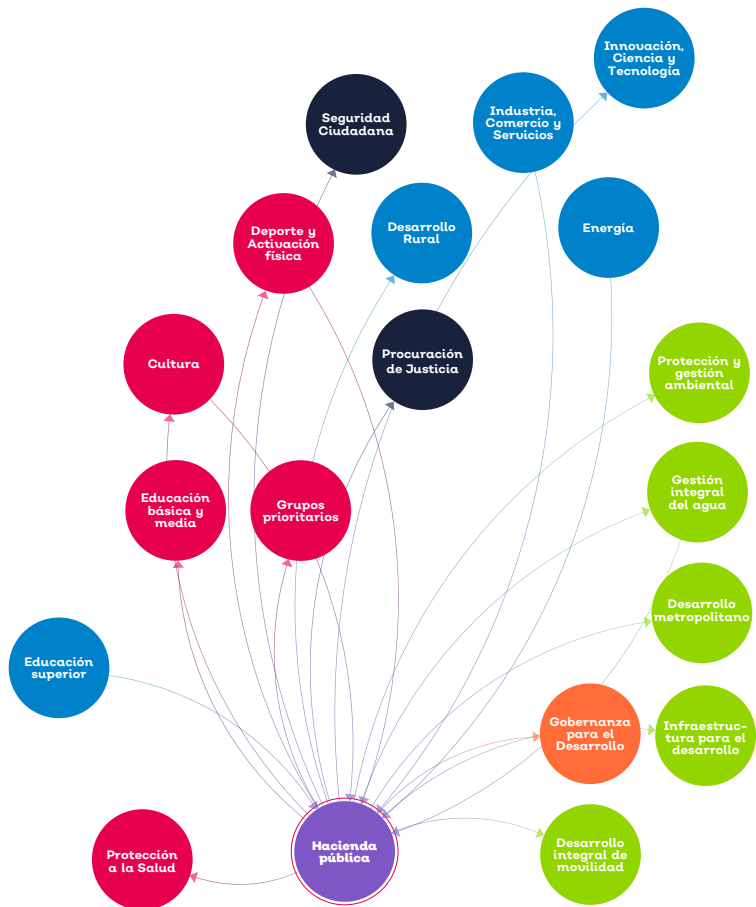 Innovación,
Ciencia y
Tecnología
Industria,
Comercio y
Servicios
Seguridad
Ciudadana
Deporte y
Activación
física
Desarrollo
Rural
Energía
Cultura
Procuración
de Justicia
Protección y
gestión
ambiental
Educación
básica y
media
Grupos
prioritarios
Gestión
integral
del agua
Desarrollo
metropolitano
Educación
superior
Gobernanza
para el
Desarrollo
Infraestruc-
tura para el
desarrollo
Hacienda
pública
Protección
a la Salud
Desarrollo
integral de
movilidad